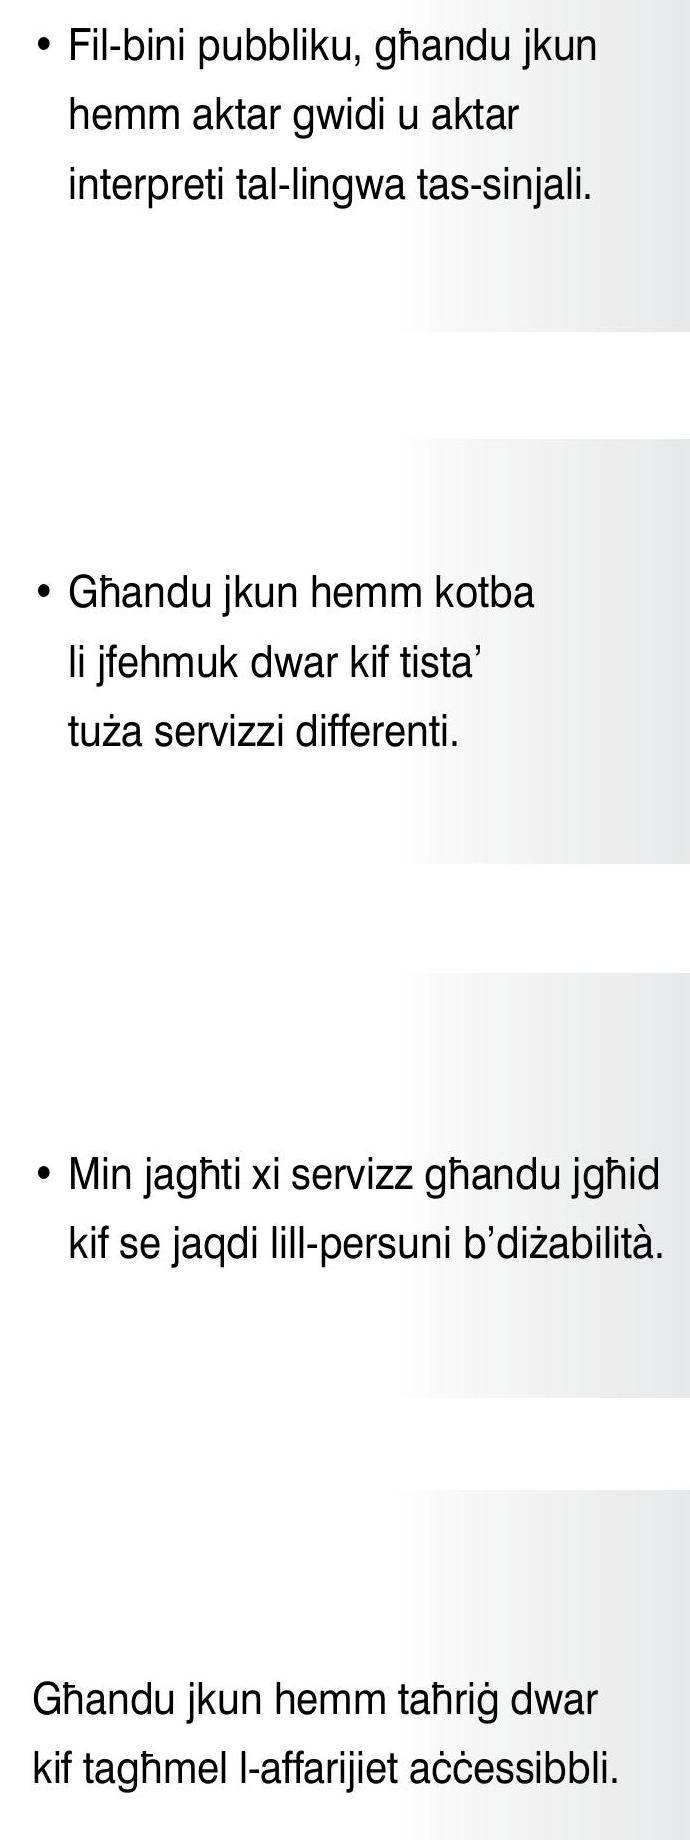 • Fil-bini pubbliku, għandu jkun
hemm aktar gwidi u aktar
interpreti tal-lingwa tas-sinjali.
• Għandu jkun hemm kotba
li jfehmuk dwar kif tista’
tuża servizzi differenti.
• Min jagħti xi servizz għandu jgħid
kif se jaqdi lill-persuni b’diżabilità.
Għandu jkun hemm taħriġ dwar
kif tagħmel l-affarijiet aċċessibbli.